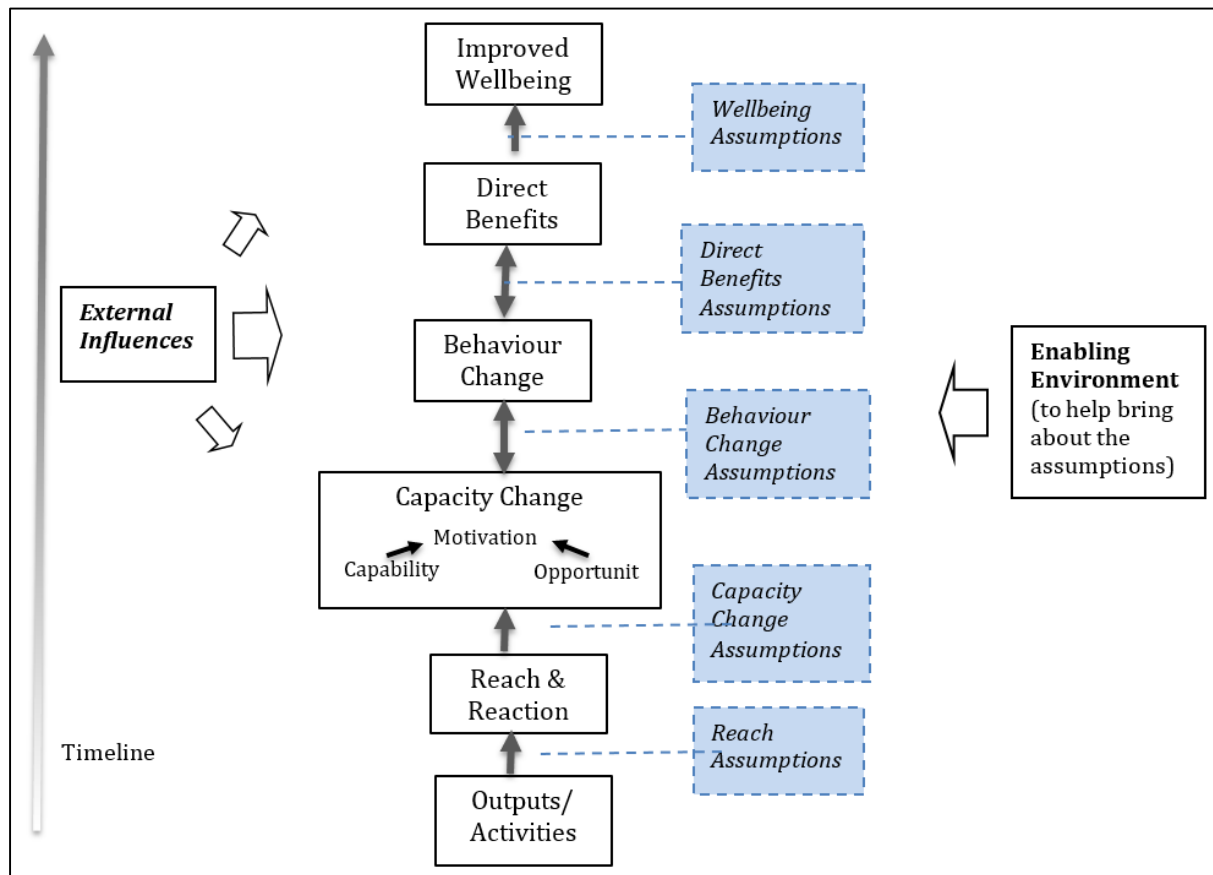 Improved
Wellbeing
Wellbeing
Assumptions
Direct
Benefits
Direct
Benefits
Assumptions
External
Influences
Behaviour
Change
Enabling
Environment
(to help bring
about the
assumptions)
Behaviour
Change
Assumptions
Capacity Change
Motivation
Capability
Opportunit
Capacity
Change
Assumptions
Reach &
Reaction
Reach
Assumptions
Timeline
Outputs/
Activities